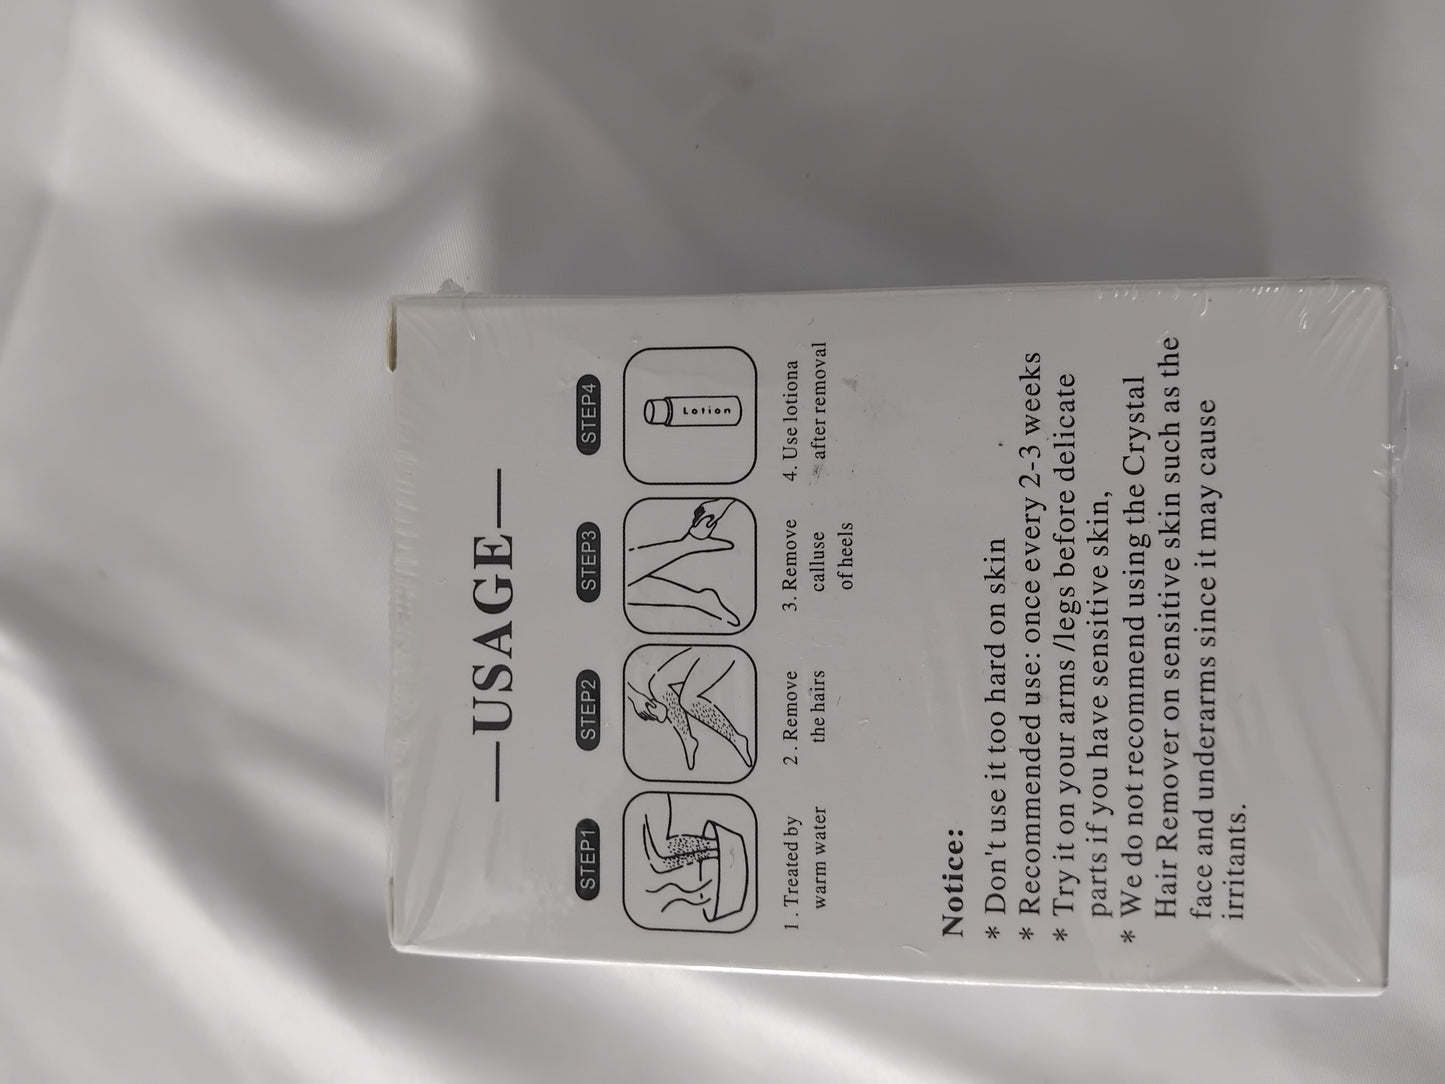 —USAGE—
STEP1 STEP2 STEP3 STEP4
Lotion
1. Treated by
warm water
2. Remove
the hairs
3. Remove
calluse
of heels
4. Use lotiona
after removal
Notice:
* Don't use it too hard on skin
* Recommended use: once every 2-3 weeks
* Try it on your arms /legs before delicate
parts if you have sensitive skin,
* We do not recommend using the Crystal
Hair Remover on sensitive skin such as the
face and underarms since it may cause
irritants.